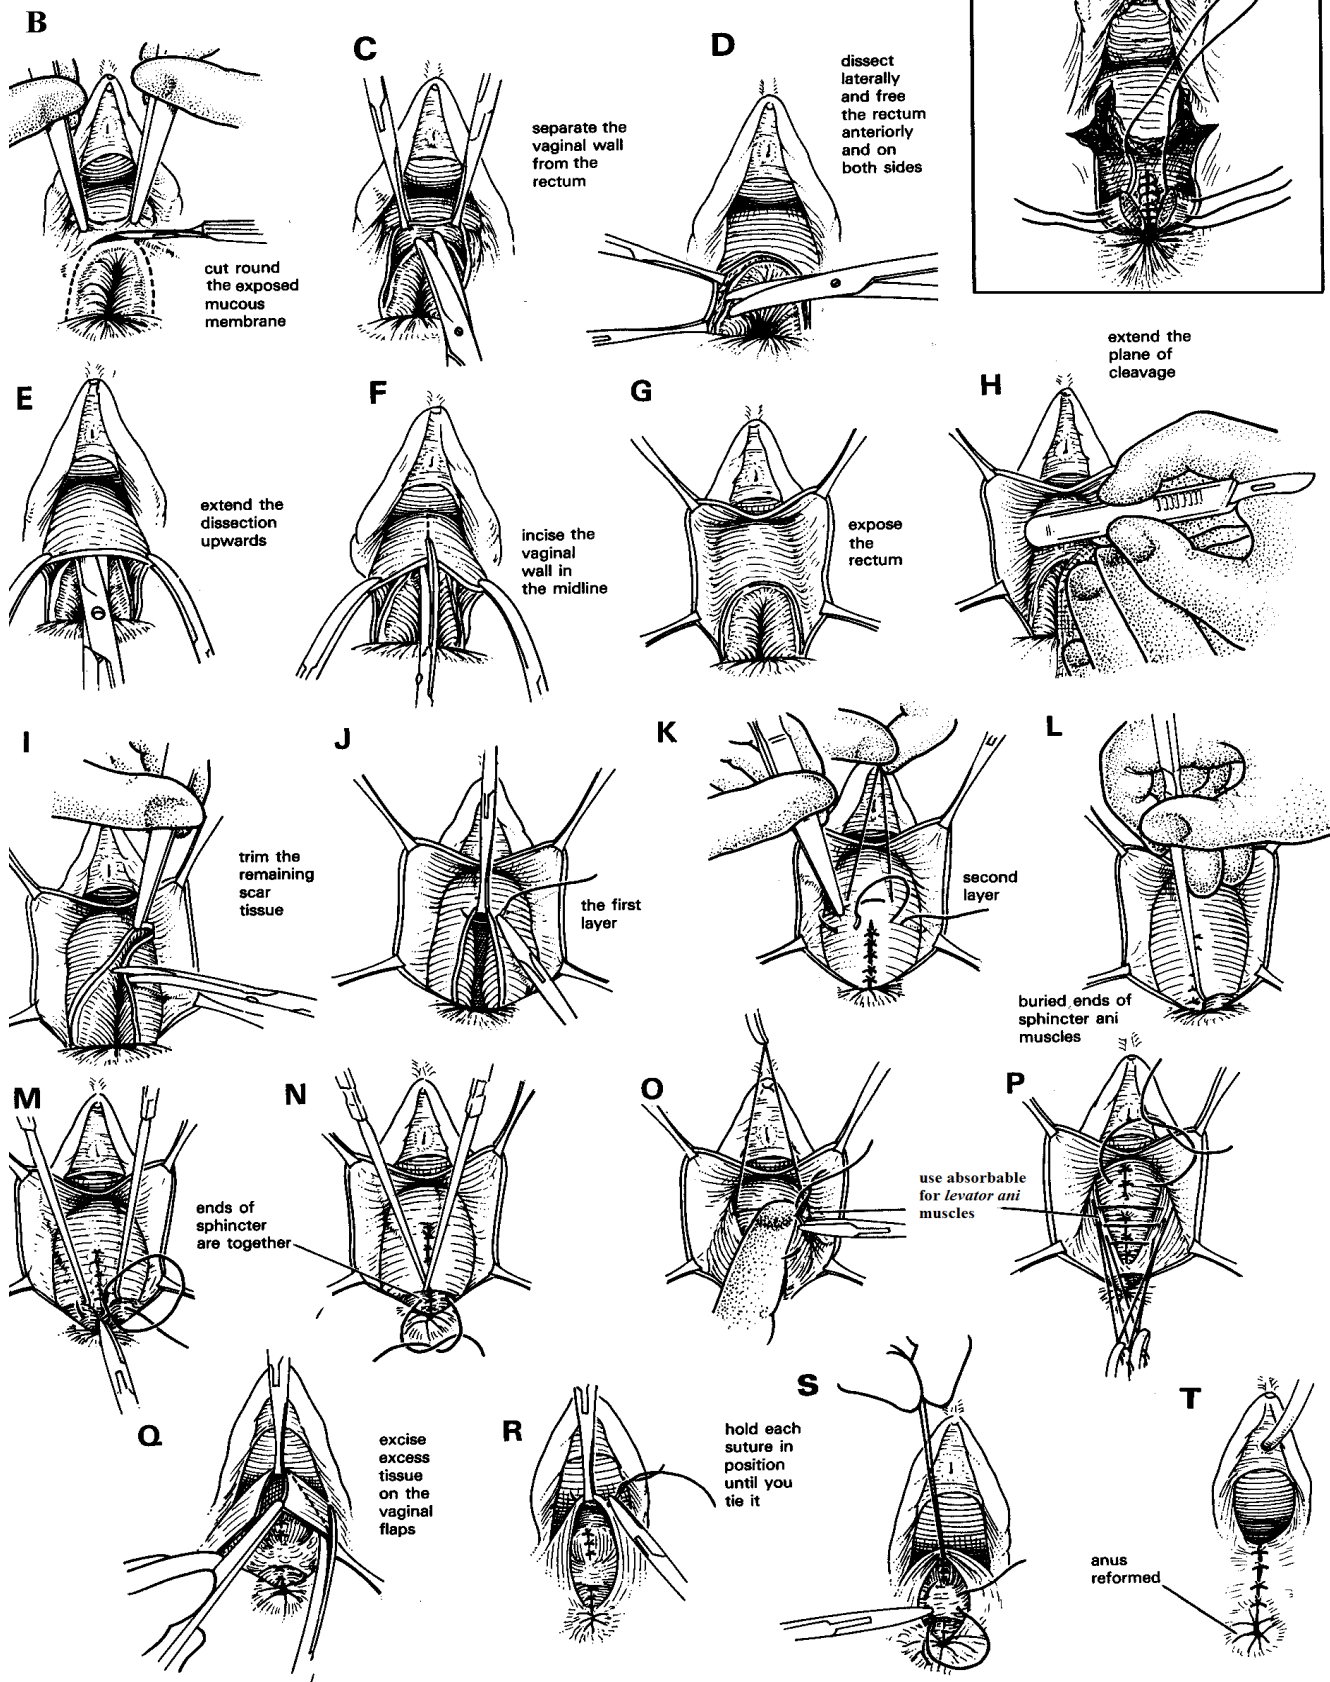 B
C
separate the
vaginal wall
from the
rectum
D
dissect
laterally
and free
the rectum
anteriorly
and on
both sides
cut round
the exposed
mucous
membrane
E
extend the
dissection
upwards
F
incise the
vaginal
wall in
the midline
G
expose
the
rectum
extend the
plane of
cleavage
H
I
trim the
remaining
scar
tissue
J
the first
layer
K
second
layer
L
buried ends of
sphincter ani
muscles
M
ends of
sphincter
are together
N
O
use absorbable
for levator ani
muscles
P
Q
excise
excess
tissue
on the
vaginal
flaps
R
hold each
suture in
position
until you
tie it
S
T
anus
reformed